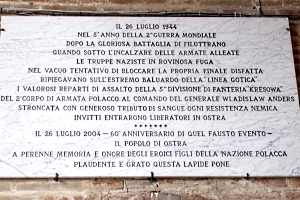 IL 26 LUGLIO 1944
NEL 5° ANNO DELLA 2ª GUERRA MONDIALE
DOPO LA GLORIOSA BATTAGLIA DI FILOTTRANO
QUANDO SOTTO L'INCALZARE DELLE ARMATE ALLEATE
LE TRUPPE NAZISTE IN ROVINOSA FUGA
NEL VACUO TENTATIVO DI BLOCCARE LA PROPRIA FINALE DISFATTA
RIPIEGAVANO SULL'ESTREMO BALUARDO DELLA "LINEA GOTICA"
I VALOROSI REPARTI DI ASSALTO DELLA 5ª DIVISIONE DI FANTERIA "KRESOWA"
DEL 2° CORPO DI ARMATA POLACCO AL COMANDO DEL GENERALE WLADISLAW ANDERS
STRONCATA CON GENEROSO TRIBUTO DI SANGUE OGNI RESISTENZA NEMICA
INVITTI ENTRARONO LIBERATORI IN OSTRA
IL 26 LUGLIO 2004 - 60° ANNIVERSARIO DI QUEL FAUSTO EVENTO -
IL POPOLO DI OSTRA
A PERENNE MEMORIA E ONORE DEGLI EROICI FIGLI DELLA NAZIONE POLACCA
PLAUDENTE E GRATO QUESTA LAPIDE PONE